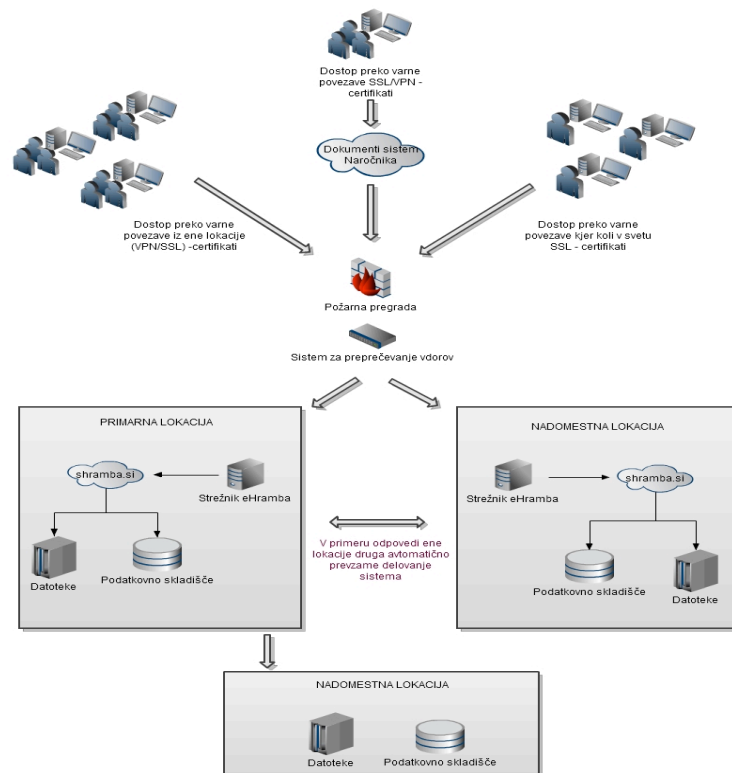 Dostop preko varne
povezave SSL/VPN -
certifikati
Dokumenti sistem
Naročnika
Dostop preko varne
povezave iz ene lokacije
(VPN/SSL) -certifikati
Dostop preko varne
povezave kjer koli v svetu
SSL - certifikati
Požarna pregrada
Sistem za preprečevanje vdorov
PRIMARNA LOKACIJA
shramba.si
Strežnik eHramba
Datoteke
Podatkovno skladišče
V primeru odpovedi ene
lokacije druga avtomatično
prevzame delovanje
sistema
NADOMESTNA LOKACIJA
Strežnik eHramba
shramba.si
Podatkovno skladišče
Datoteke
NADOMESTNA LOKACIJA
Datoteke
Podatkovno skladišče